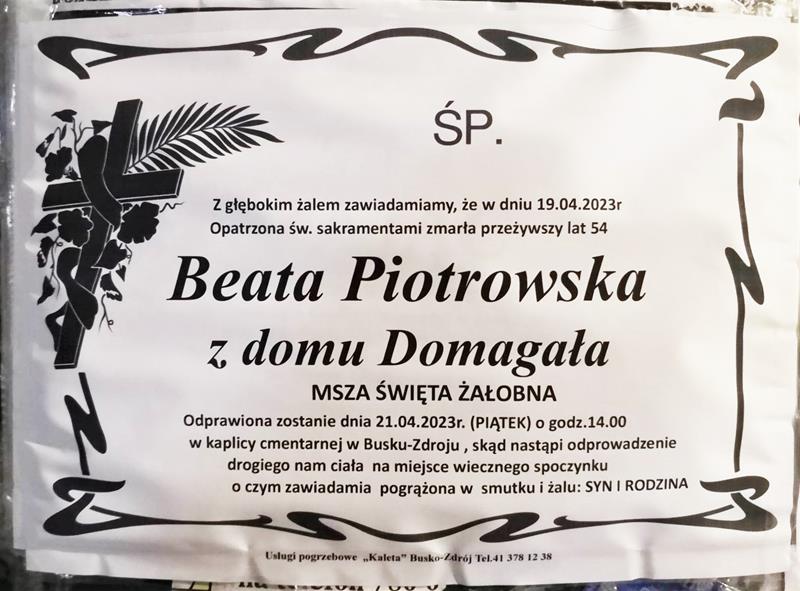 ŚP.
Z głębokim żalem zawiadamiamy, że w dniu 19.04.2023r
Opatrzona św. sakramentami zmarła przeżywszy lat 54
Beata Piotrowska
z domu Domagała
MSZA ŚWIĘTA ŻAŁOBNA
Odprawiona zostanie dnia 21.04.2023r. (PIĄTEK) o godz.14.00
w kaplicy cmentarnej w Busku-Zdroju , skąd nastąpi odprowadzenie
drogiego nam ciała na miejsce wiecznego spoczynku
o czym zawiadamia pogrążona w smutku i żalu: SYN I RODZINA
Usługi pogrzebowe „Kaleta" Busko-Zdrój Tel.41 378 12 38